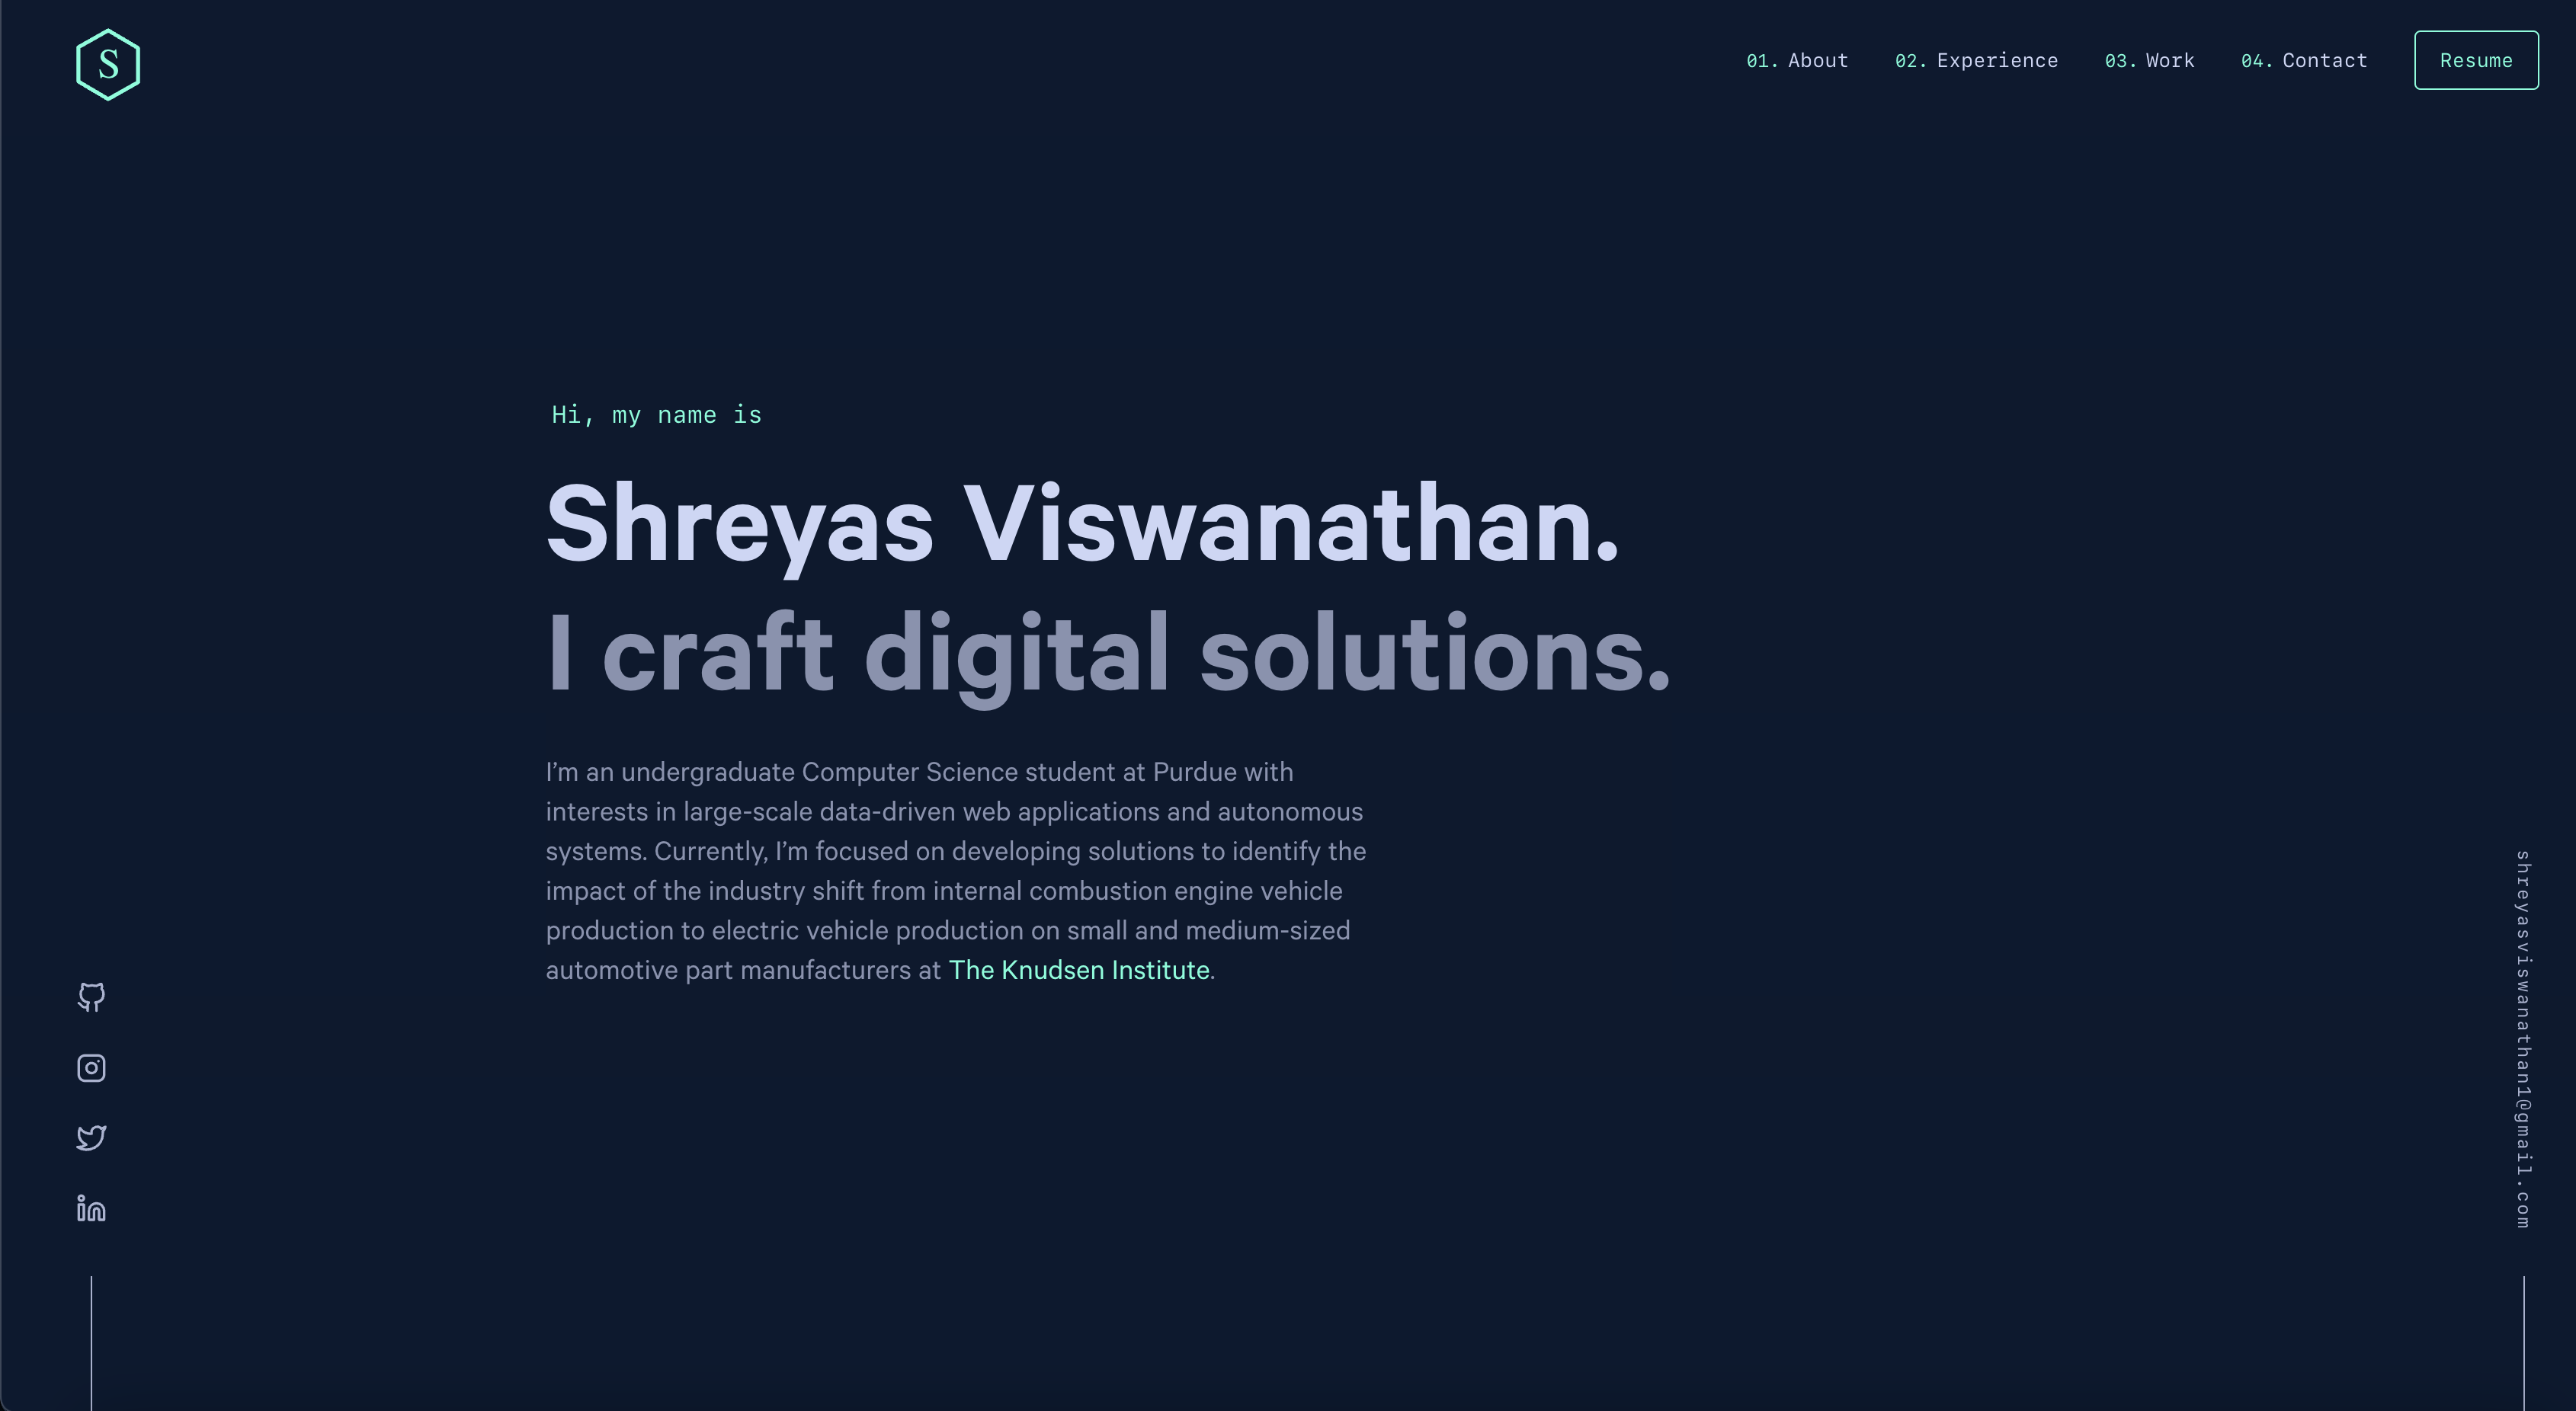 S
01. About
02. Experience
03. Work
04. Contact
Resume
Hi, my name is
Shreyas Viswanathan.
I craft digital solutions.
I’m an undergraduate Computer Science student at Purdue with
interests in large-scale data-driven web applications and autonomous
systems. Currently, I’m focused on developing solutions to identify the
impact of the industry shift from internal combustion engine vehicle
production to electric vehicle production on small and medium-sized
automotive part manufacturers at The Knudsen Institute.
in
shreyasviswanathan1@gmail.com